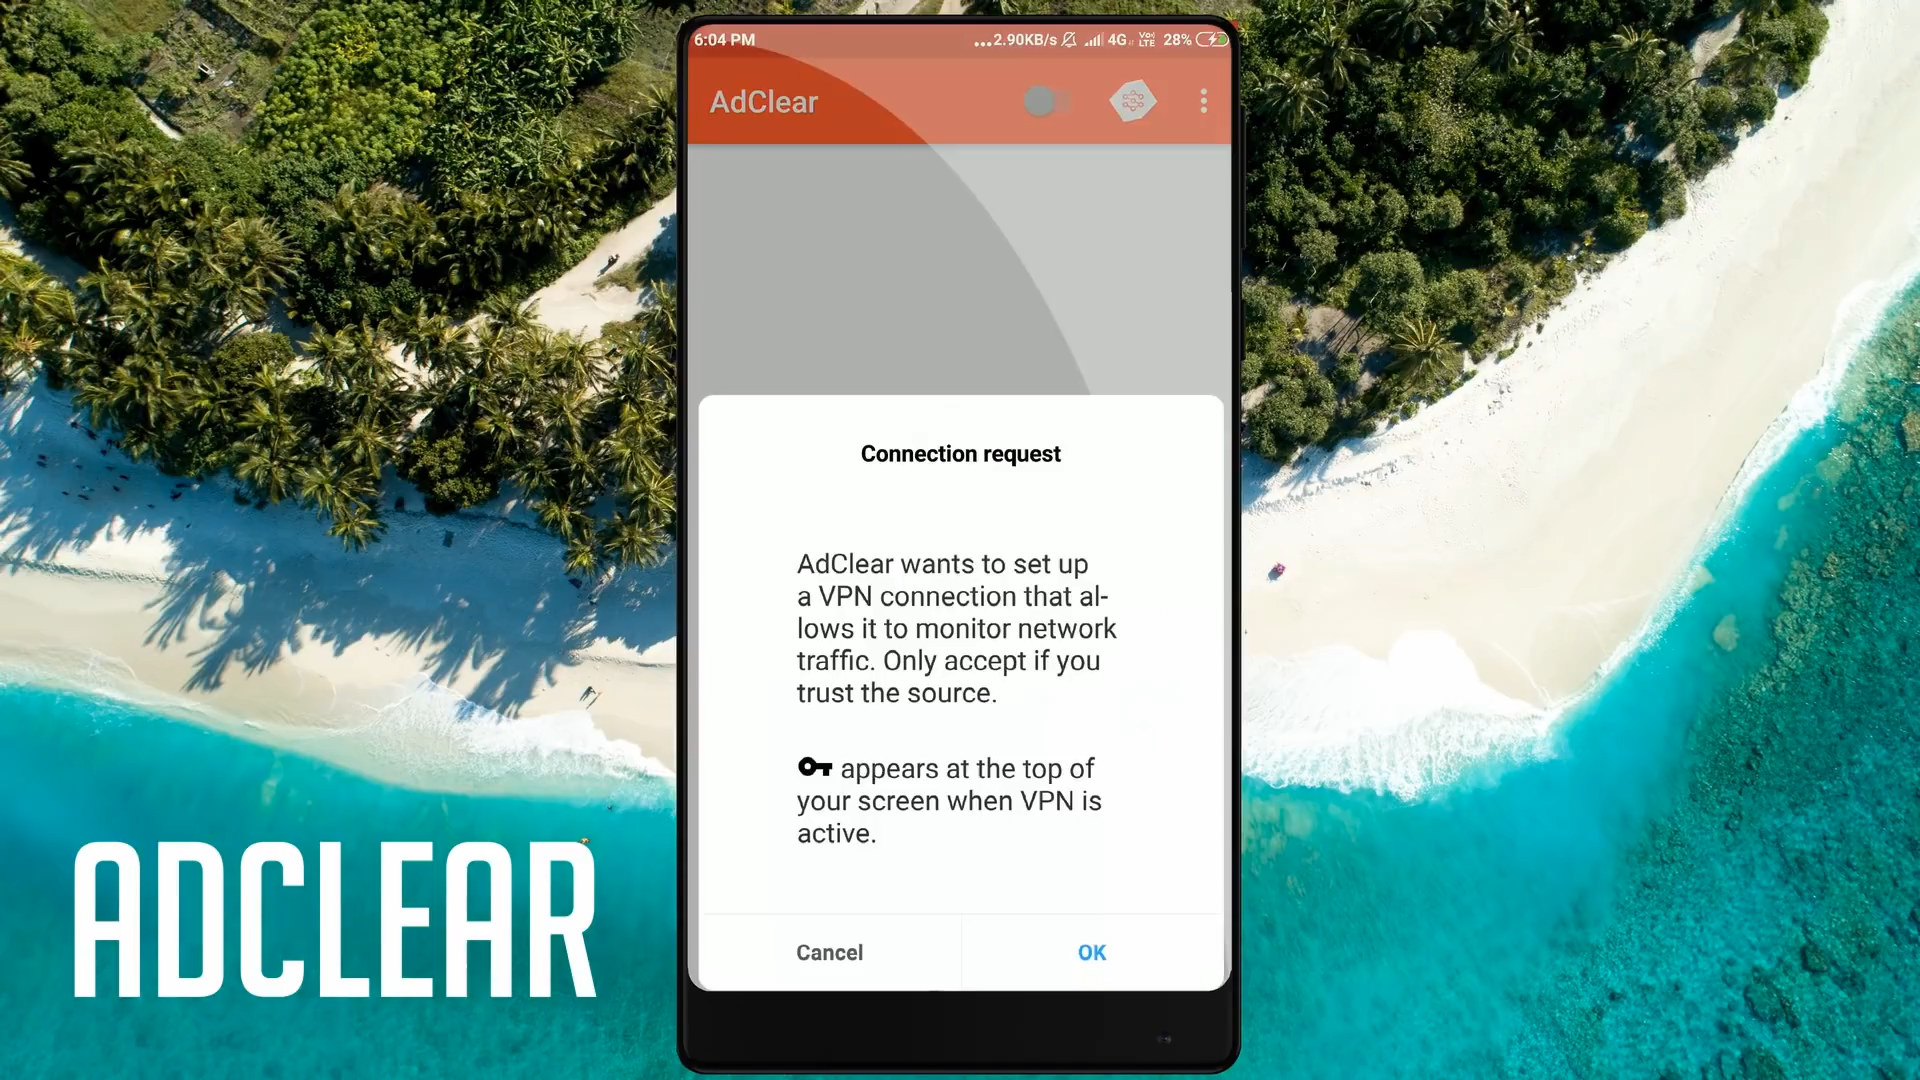 6:04 PM
...2.90KB/s 4G Vo) LTE 28%
AdClear
Connection request
AdClear wants to set up
a VPN connection that al-
lows it to monitor network
traffic. Only accept if you
trust the source.
appears at the top of
your screen when VPN is
active.
Cancel
OK
ADCLEAR